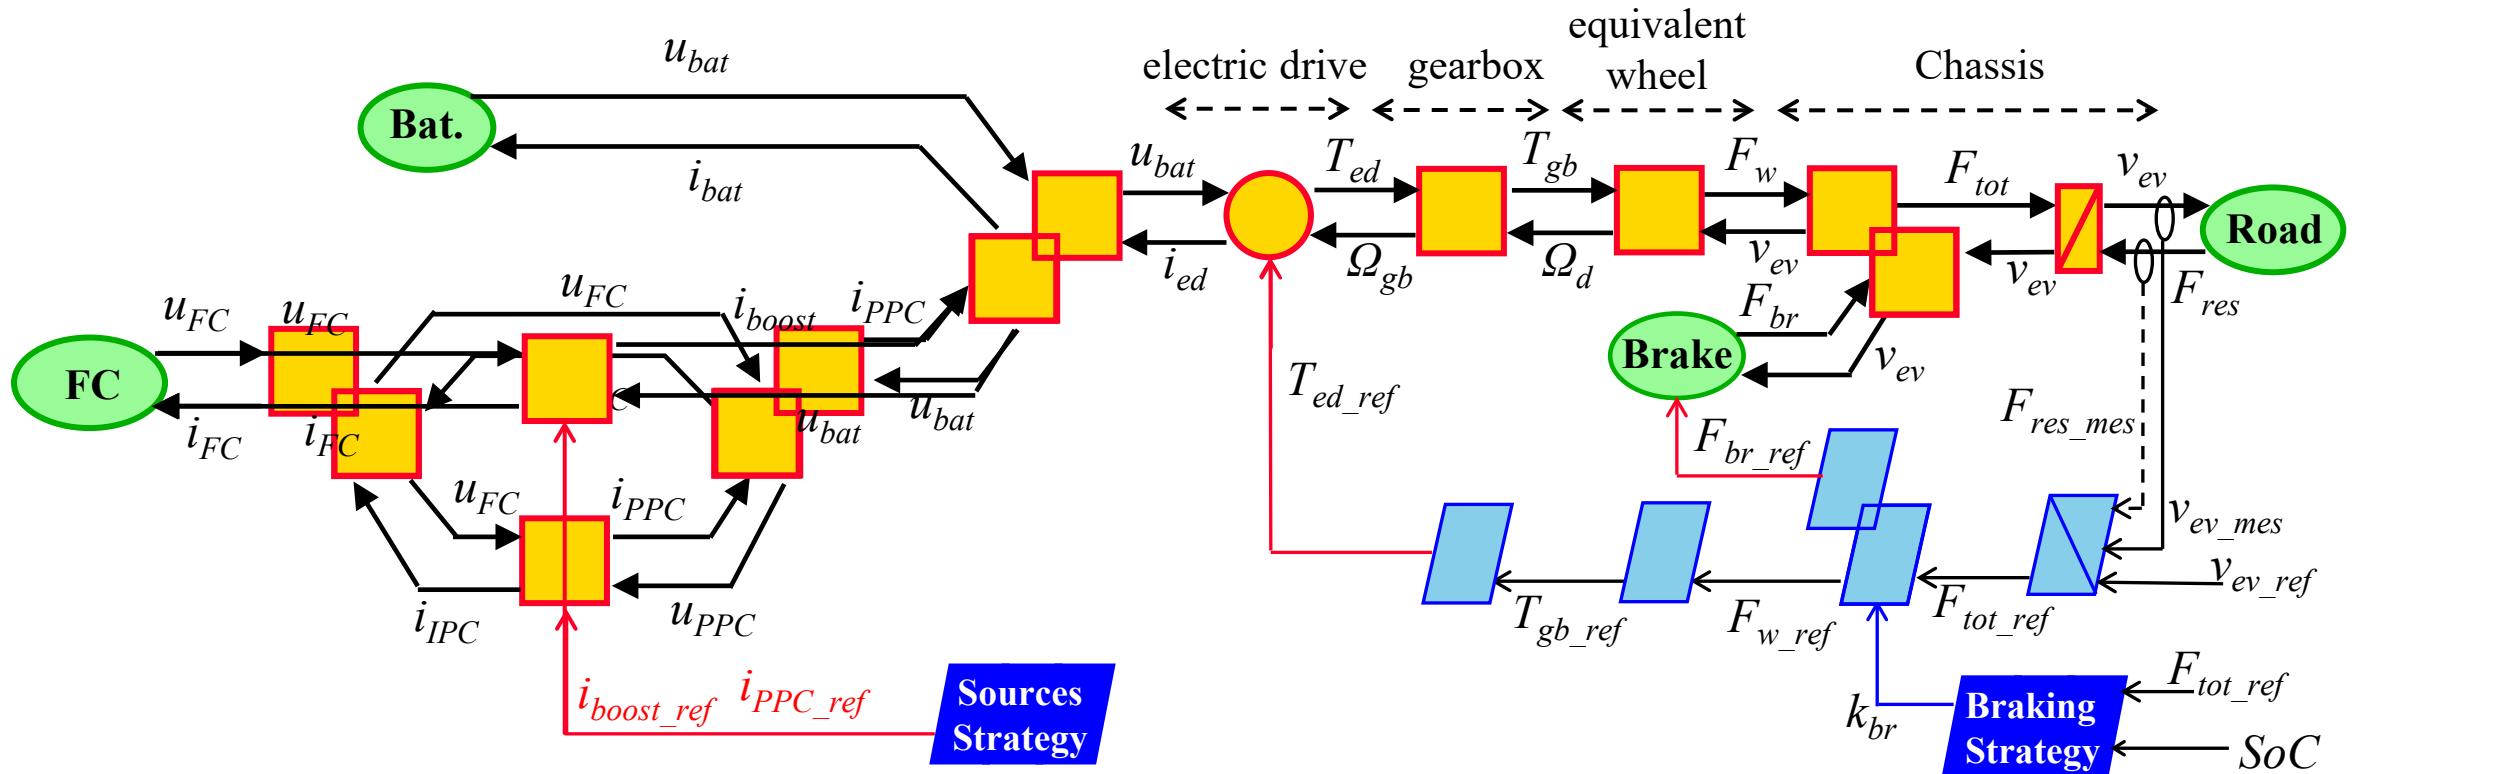 equivalent
wheel
electric drive
gearbox
Chassis
u_bat
Bat.
i_bat
u_bat
T_ed
T_gb
F_w
F_tot
v_ev
Road
i_ed
Ω_gb
Ω_d
v_ev
v_ev
F_res
u_FC
u_FC
u_FC
i_boost
i_PPC
F_br
Brake
v_ev
FC
i_FC
i_FC
C
u_bat
u_bat
T_ed_ref
F_res_mes
F_br_ref
u_FC
i_PPC
v_ev_mes
v_ev_ref
i_IPC
u_PPC
T_gb_ref
F_w_ref
F_tot_ref
i_boost_ref
i_PPC_ref
Sources
Strategy
k_br
Braking
Strategy
F_tot_ref
SoC